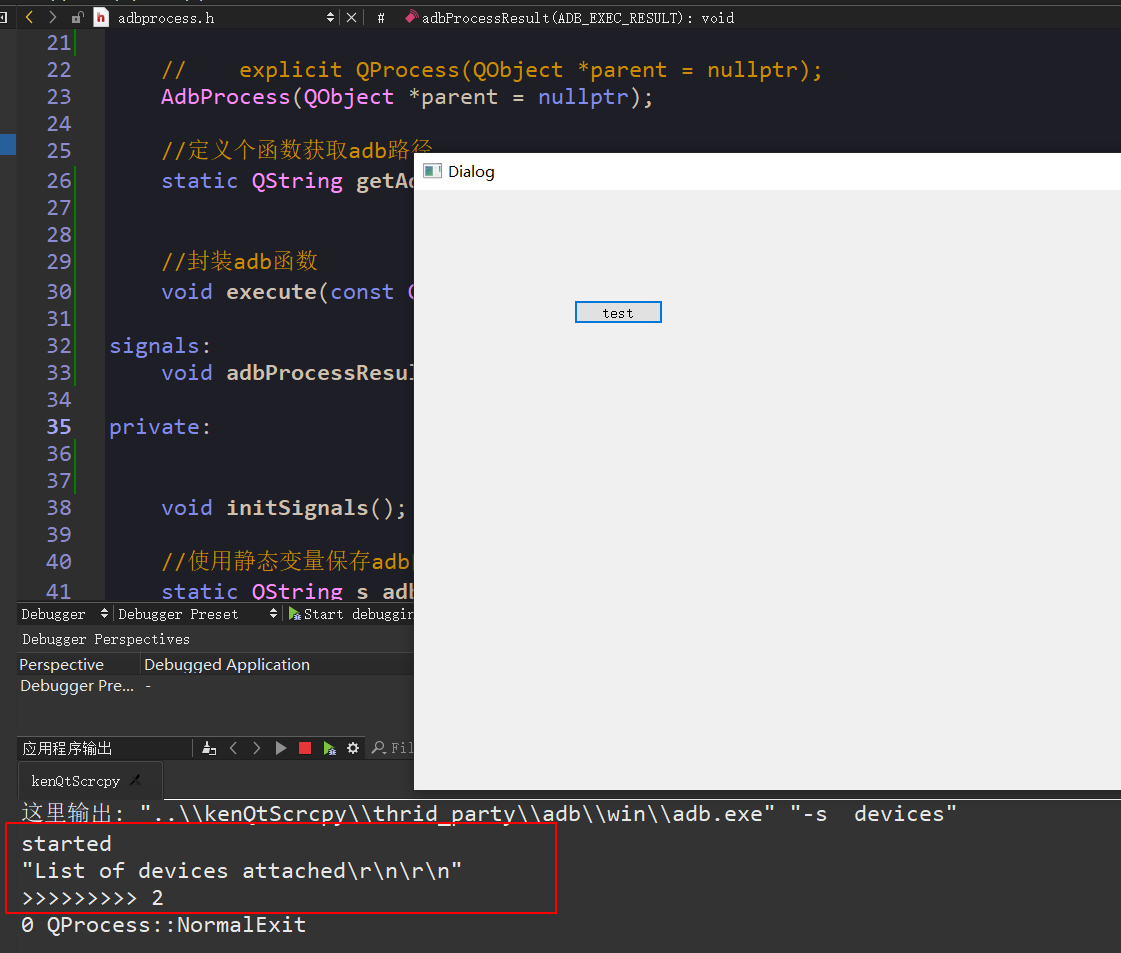 adbprocess.h # adbProcessResult(ADB_EXEC_RESULT): void
21
22 //    explicit QProcess(QObject *parent = nullptr);
23 AdbProcess(QObject *parent = nullptr);
24
25 //定义个函数获取adb路径
26 static QString getAd
27
28
29 //封装adb函数
30 void execute(const
31
32 signals:
33 void adbProcessResul
34
35 private:
36
37
38 void initSignals();
39
40 //使用静态变量保存adb
41 static QString s_adb
Dialog
test
Debugger Debugger Preset Start debuggin
Debugger Perspectives
Perspective Debugged Application
Debugger Pre... -
应用程序输出 Fil
kenQtScrcpy
这里输出: "..\\kenQtScrcpy\\thrid_party\\adb\\win\\adb.exe" "-s  devices"
started
"List of devices attached\r\n\r\n"
>>>>>>>>> 2
0 QProcess::NormalExit